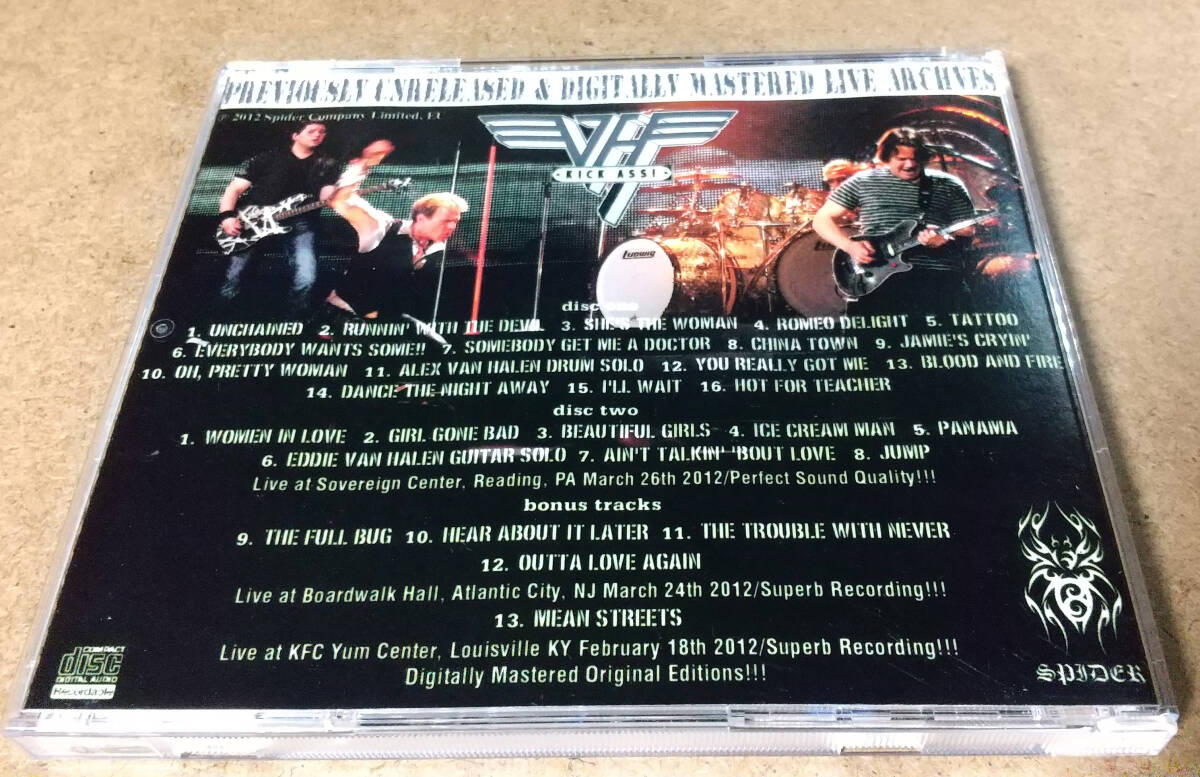 PREVIOUSLY UNRELEASED & DIGITALLY MASTERED LIVE ARCHVES
℗ 2012 Spider Company Limited, EU
VH
KICK ASS!
Ludwig
disc one
1. UNCHAINED 2. RUNNIN' WITH THE DEVIL 3. SHE'S THE WOMAN 4. ROMEO DELIGHT 5. TATTOO
6. EVERYBODY WANTS SOME!! 7. SOMEBODY GET ME A DOCTOR 8. CHINA TOWN 9. JAMIE'S CRYIN'
10. OH, PRETTY WOMAN 11. ALEX VAN HALEN DRUM SOLO 12. YOU REALLY GOT ME 13. BLOOD AND FIRE
14. DANCE THE NIGHT AWAY 15. I'LL WAIT 16. HOT FOR TEACHER
disc two
1. WOMEN IN LOVE 2. GIRL GONE BAD 3. BEAUTIFUL GIRLS 4. ICE CREAM MAN 5. PANAMA
6. EDDIE VAN HALEN GUITAR SOLO 7. AIN'T TALKIN' 'BOUT LOVE 8. JUMP
Live at Sovereign Center, Reading, PA March 26th 2012/Perfect Sound Quality!!!
bonus tracks
9. THE FULL BUG 10. HEAR ABOUT IT LATER 11. THE TROUBLE WITH NEVER
12. OUTTA LOVE AGAIN
Live at Boardwalk Hall, Atlantic City, NJ March 24th 2012/Superb Recording!!!
13. MEAN STREETS
Live at KFC Yum Center, Louisville KY February 18th 2012/Superb Recording!!!
Digitally Mastered Original Editions!!!
COMPACT
disc
DIGITAL AUDIO
Recordable
SPIDER